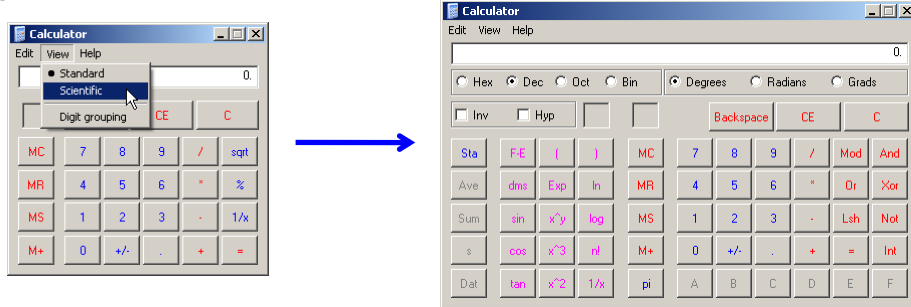 Calculator
Edit View Help
Standard
Scientific
Digit grouping
0.
CE C
MC 7 8 9 / sqrt
MR 4 5 6 * %
MS 1 2 3 - 1/x
M+ 0 +/- . + =
Calculator
Edit View Help
0.
Hex Dec Oct Bin Degrees Radians Grads
Inv Hyp Backspace CE C
Sta F-E ( ) MC 7 8 9 / Mod And
Ave dms Exp ln MR 4 5 6 * Or Xor
Sum sin x^y log MS 1 2 3 - Lsh Not
s cos x^3 n! M+ 0 +/- . + = Int
Dat tan x^2 1/x pi A B C D E F